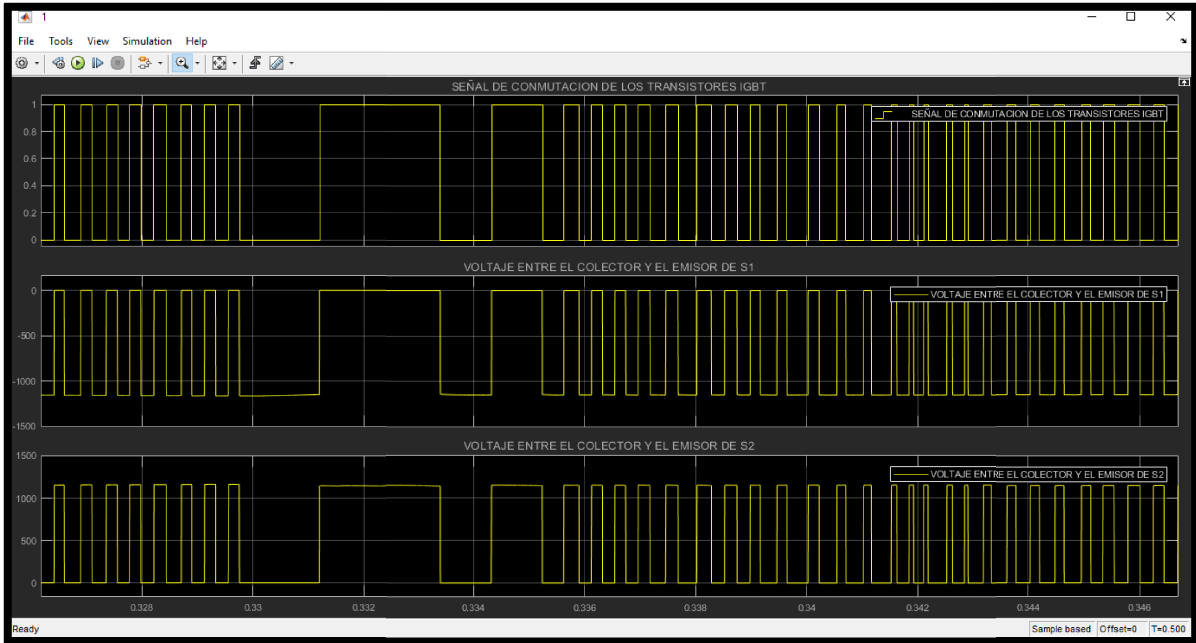 1
File Tools View Simulation Help
SEÑAL DE CONMUTACION DE LOS TRANSISTORES IGBT
SEÑAL DE CONMUTACION DE LOS TRANSISTORES IGBT
1
0.8
0.6
0.4
0.2
0
VOLTAJE ENTRE EL COLECTOR Y EL EMISOR DE S1
VOLTAJE ENTRE EL COLECTOR Y EL EMISOR DE S1
0
-500
-1000
-1500
VOLTAJE ENTRE EL COLECTOR Y EL EMISOR DE S2
1500
VOLTAJE ENTRE EL COLECTOR Y EL EMISOR DE S2
1000
500
0
0.328 0.33 0.332 0.334 0.336 0.338 0.34 0.342 0.344 0.346
Ready Sample based Offset=0 T=0.500